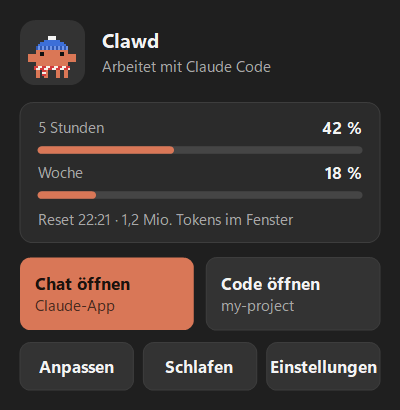 Clawd
Arbeitet mit Claude Code
5 Stunden 42 %
Woche 18 %
Reset 22:21 · 1,2 Mio. Tokens im Fenster
Chat öffnen
Claude-App
Code öffnen
my-project
Anpassen
Schlafen
Einstellungen